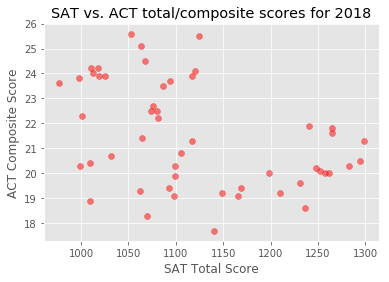 SAT vs. ACT total/composite scores for 2018
26
25
24
23
22
21
20
19
18
ACT Composite Score
1000 1050 1100 1150 1200 1250 1300
SAT Total Score